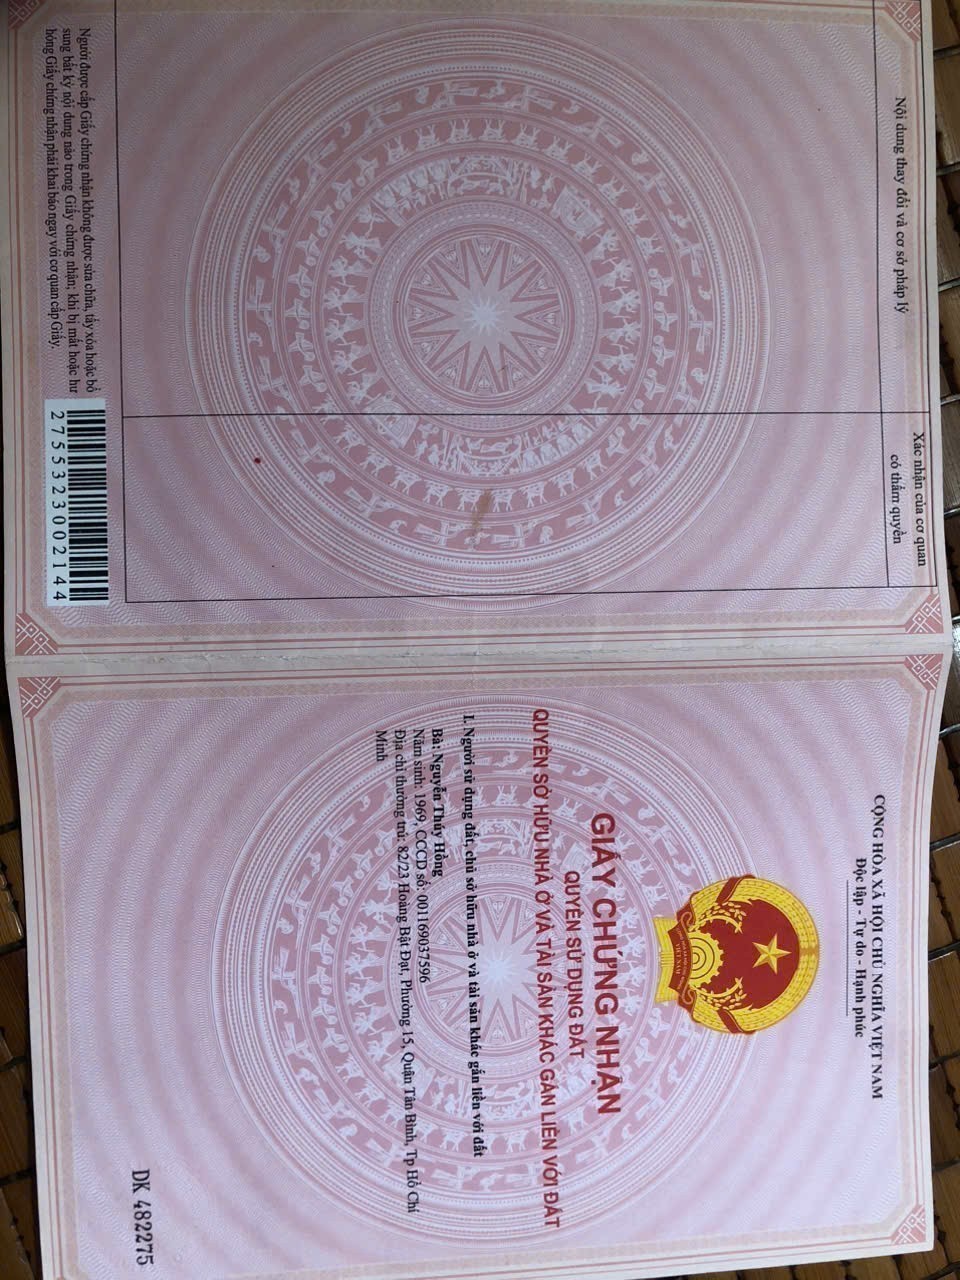 Nội dung thay đổi và cơ sở pháp lý
Xác nhận của cơ quan
có thẩm quyền
Người được cấp Giấy chứng nhận không được sửa chữa, tẩy xóa hoặc bổ
sung bất kỳ nội dung nào trong Giấy chứng nhận; khi bị mất hoặc hư
hỏng Giấy chứng nhận phải khai báo ngay với cơ quan cấp Giấy.
2755323002144
CỘNG HÒA XÃ HỘI CHỦ NGHĨA VIỆT NAM
Độc lập - Tự do - Hạnh phúc
VIỆT NAM
GIẤY CHỨNG NHẬN
QUYỀN SỬ DỤNG ĐẤT
QUYỀN SỞ HỮU NHÀ Ở VÀ TÀI SẢN KHÁC GẮN LIỀN VỚI ĐẤT
I. Người sử dụng đất, chủ sở hữu nhà ở và tài sản khác gắn liền với đất
Bà: Nguyễn Thúy Hồng
Năm sinh: 1969, CCCD số: 001169037596
Địa chỉ thường trú: 82/23 Hoàng Bật Đạt, Phường 15, Quận Tân Bình, Tp Hồ Chí
Minh
DK 482275